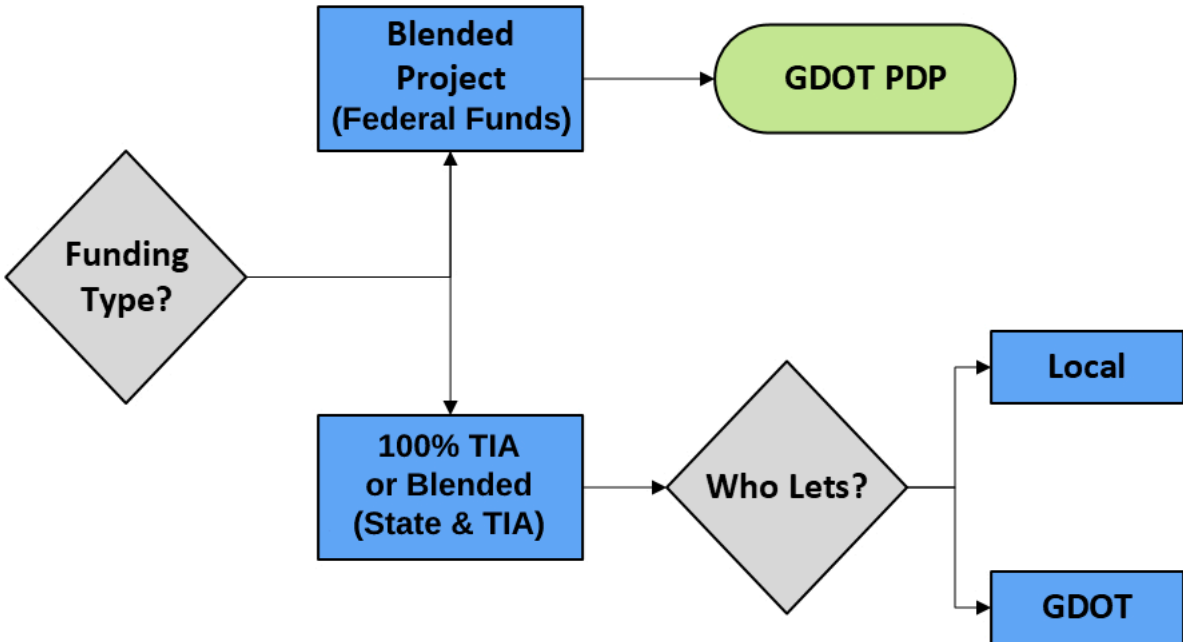 Blended
Project
(Federal Funds)
GDOT PDP
Funding
Type?
100% TIA
or Blended
(State & TIA)
Who Lets?
Local
GDOT